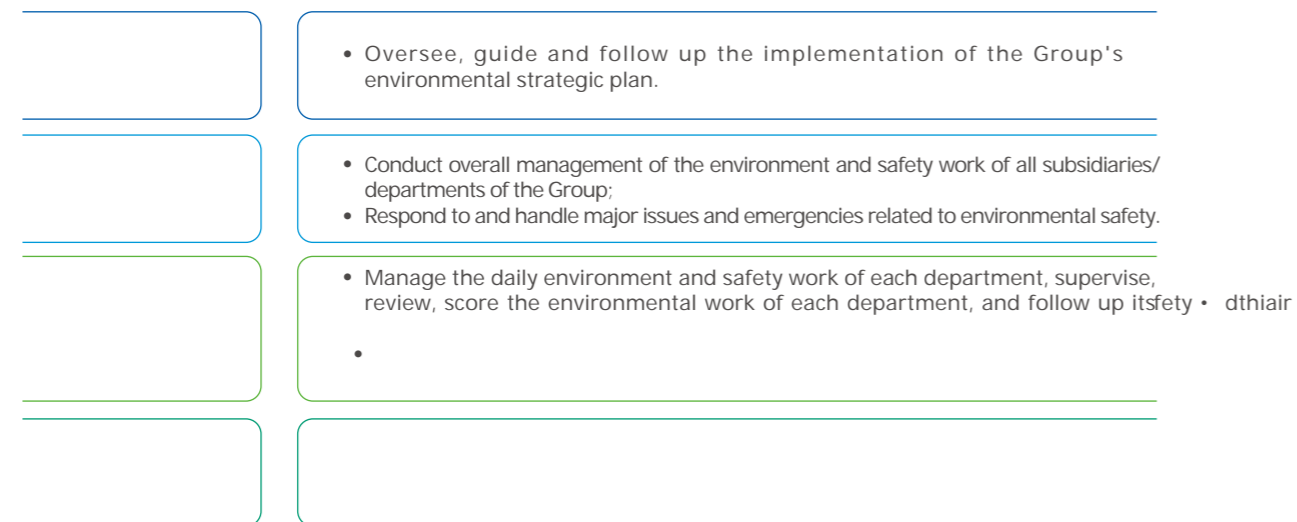 • Oversee, guide and follow up the implementation of the Group's
environmental strategic plan.
• Conduct overall management of the environment and safety work of all subsidiaries/
departments of the Group;
• Respond to and handle major issues and emergencies related to environmental safety.
• Manage the daily environment and safety work of each department, supervise,
review, score the environmental work of each department, and follow up itsfety • dthiair
•